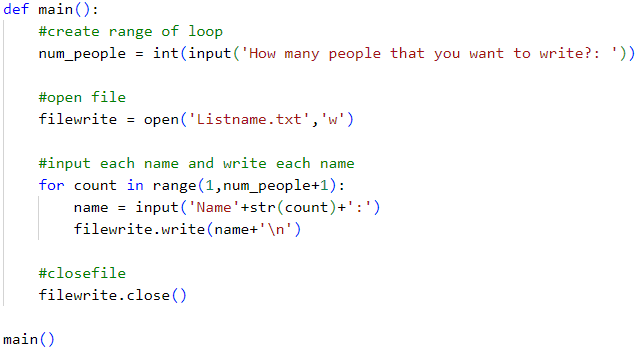 def main():
    #create range of loop
    num_people = int(input('How many people that you want to write?: '))

    #open file
    filewrite = open('Listname.txt','w')

    #input each name and write each name
    for count in range(1,num_people+1):
        name = input('Name'+str(count)+':')
        filewrite.write(name+'\n')

    #closefile
    filewrite.close()

main()